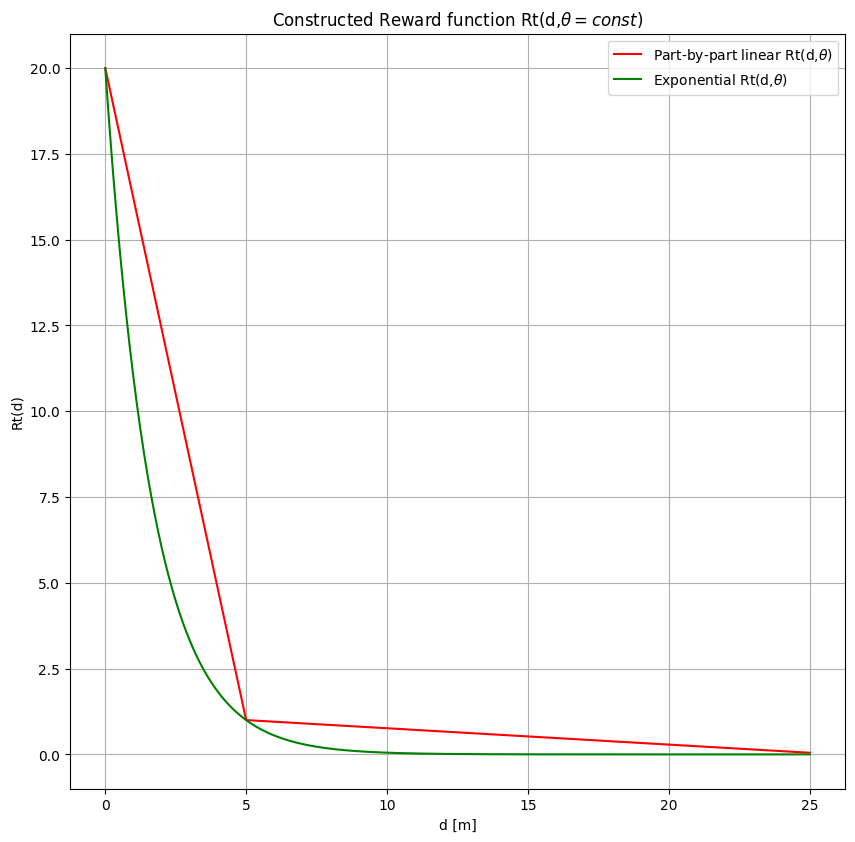 Constructed Reward function Rt(d,θ = const)
Part-by-part linear Rt(d,θ)
Exponential Rt(d,θ)
20.0
17.5
15.0
12.5
10.0
7.5
5.0
2.5
0.0
Rt(d)
0 5 10 15 20 25
d [m]